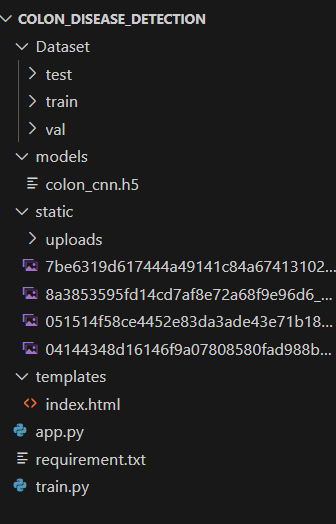 COLON_DISEASE_DETECTION
Dataset
test
train
val
models
colon_cnn.h5
static
uploads
7be6319d617444a49141c84a67413102...
8a3853595fd14cd7af8e72a68f9e96d6_...
051514f58ce4452e83da3ade43e71b18...
04144348d16146f9a07808580fad988b...
templates
index.html
app.py
requirement.txt
train.py